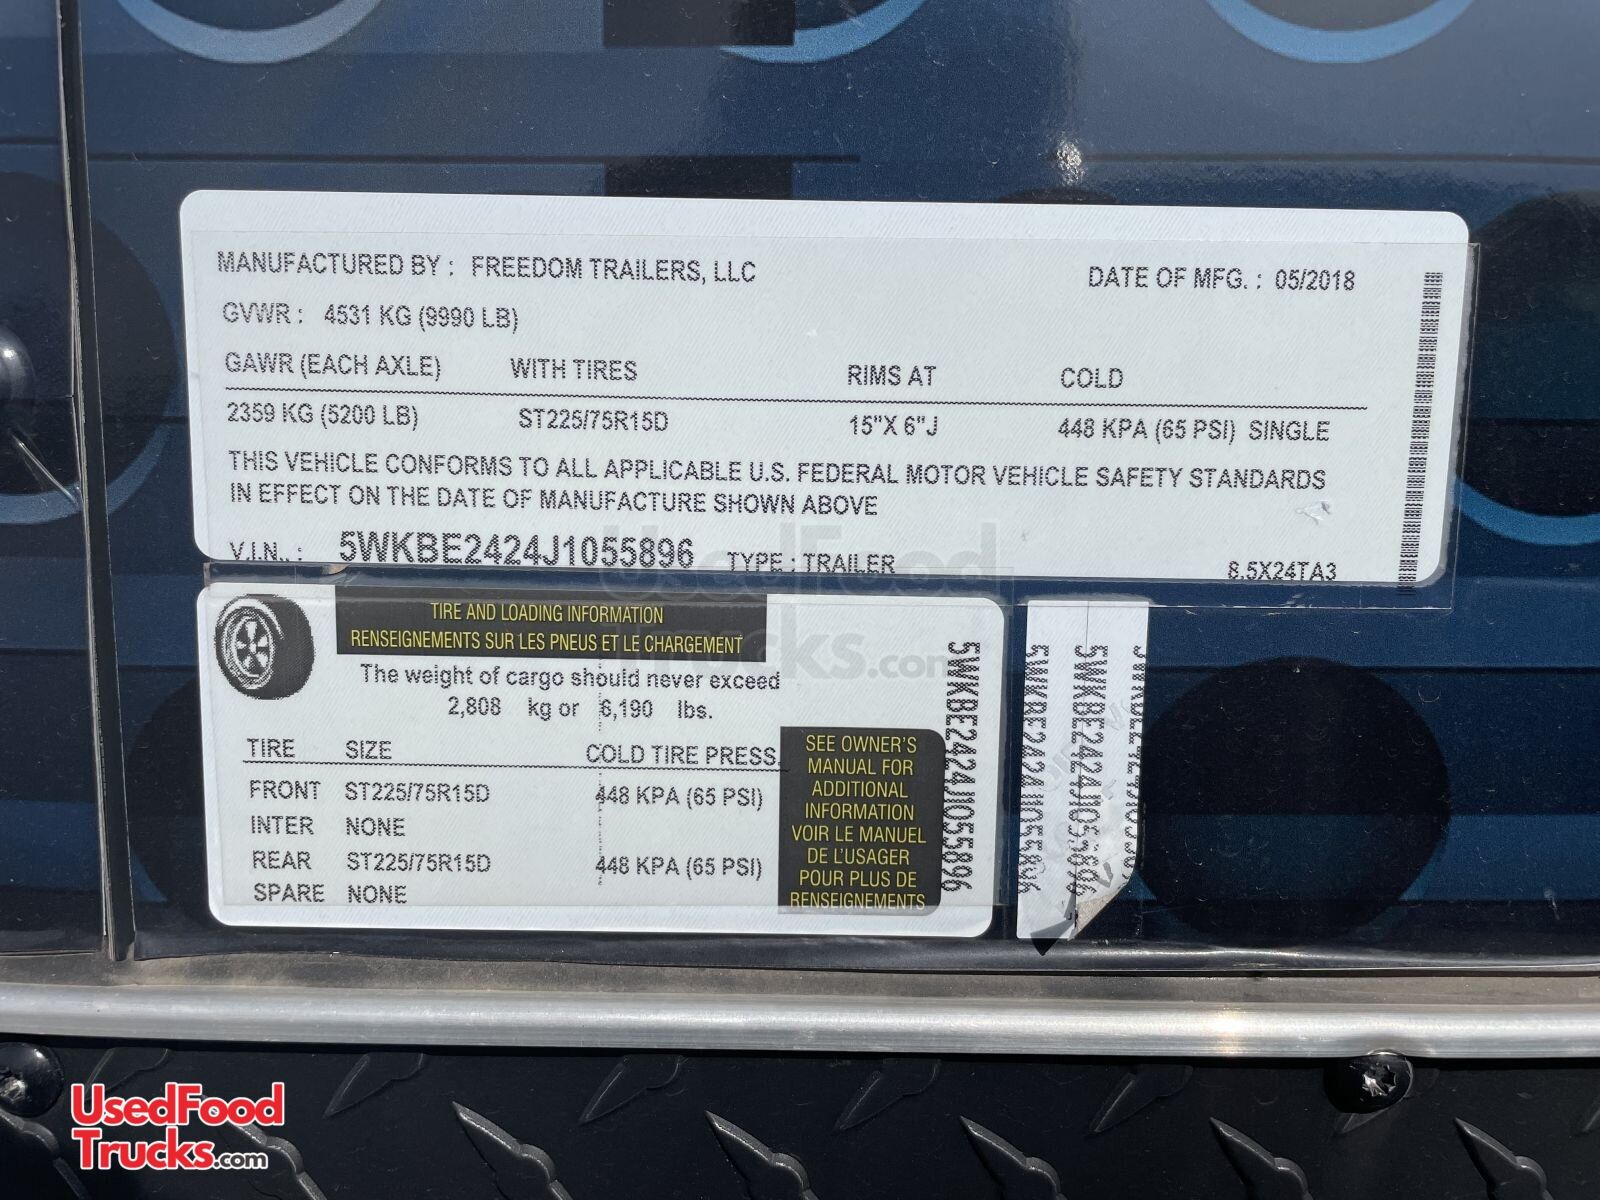 MANUFACTURED BY : FREEDOM TRAILERS, LLC DATE OF MFG. : 05/2018
GVWR : 4531 KG (9990 LB)
GAWR (EACH AXLE) WITH TIRES RIMS AT COLD
2359 KG (5200 LB) ST225/75R15D 15"X 6"J 448 KPA (65 PSI) SINGLE
THIS VEHICLE CONFORMS TO ALL APPLICABLE U.S. FEDERAL MOTOR VEHICLE SAFETY STANDARDS
IN EFFECT ON THE DATE OF MANUFACTURE SHOWN ABOVE
V.I.N.. : 5WKBE2424J1055896 TYPE : TRAILER 8.5X24TA3
TIRE AND LOADING INFORMATION
RENSEIGNEMENTS SUR LES PNEUS ET LE CHARGEMENT
The weight of cargo should never exceed
2,808 kg or 6,190 lbs.
TIRE SIZE COLD TIRE PRESS.
FRONT ST225/75R15D 448 KPA (65 PSI)
INTER NONE
REAR ST225/75R15D 448 KPA (65 PSI)
SPARE NONE
SEE OWNER'S
MANUAL FOR
ADDITIONAL
INFORMATION
VOIR LE MANUEL
DE L'USAGER
POUR PLUS DE
RENSEIGNEMENTS
5WKBE2424J1055896
5WKBE2424J1055896
5WKBE2424J1055896
5WKBE2424J1055896
UsedFood
Trucks.com
UsedFood
Trucks.com